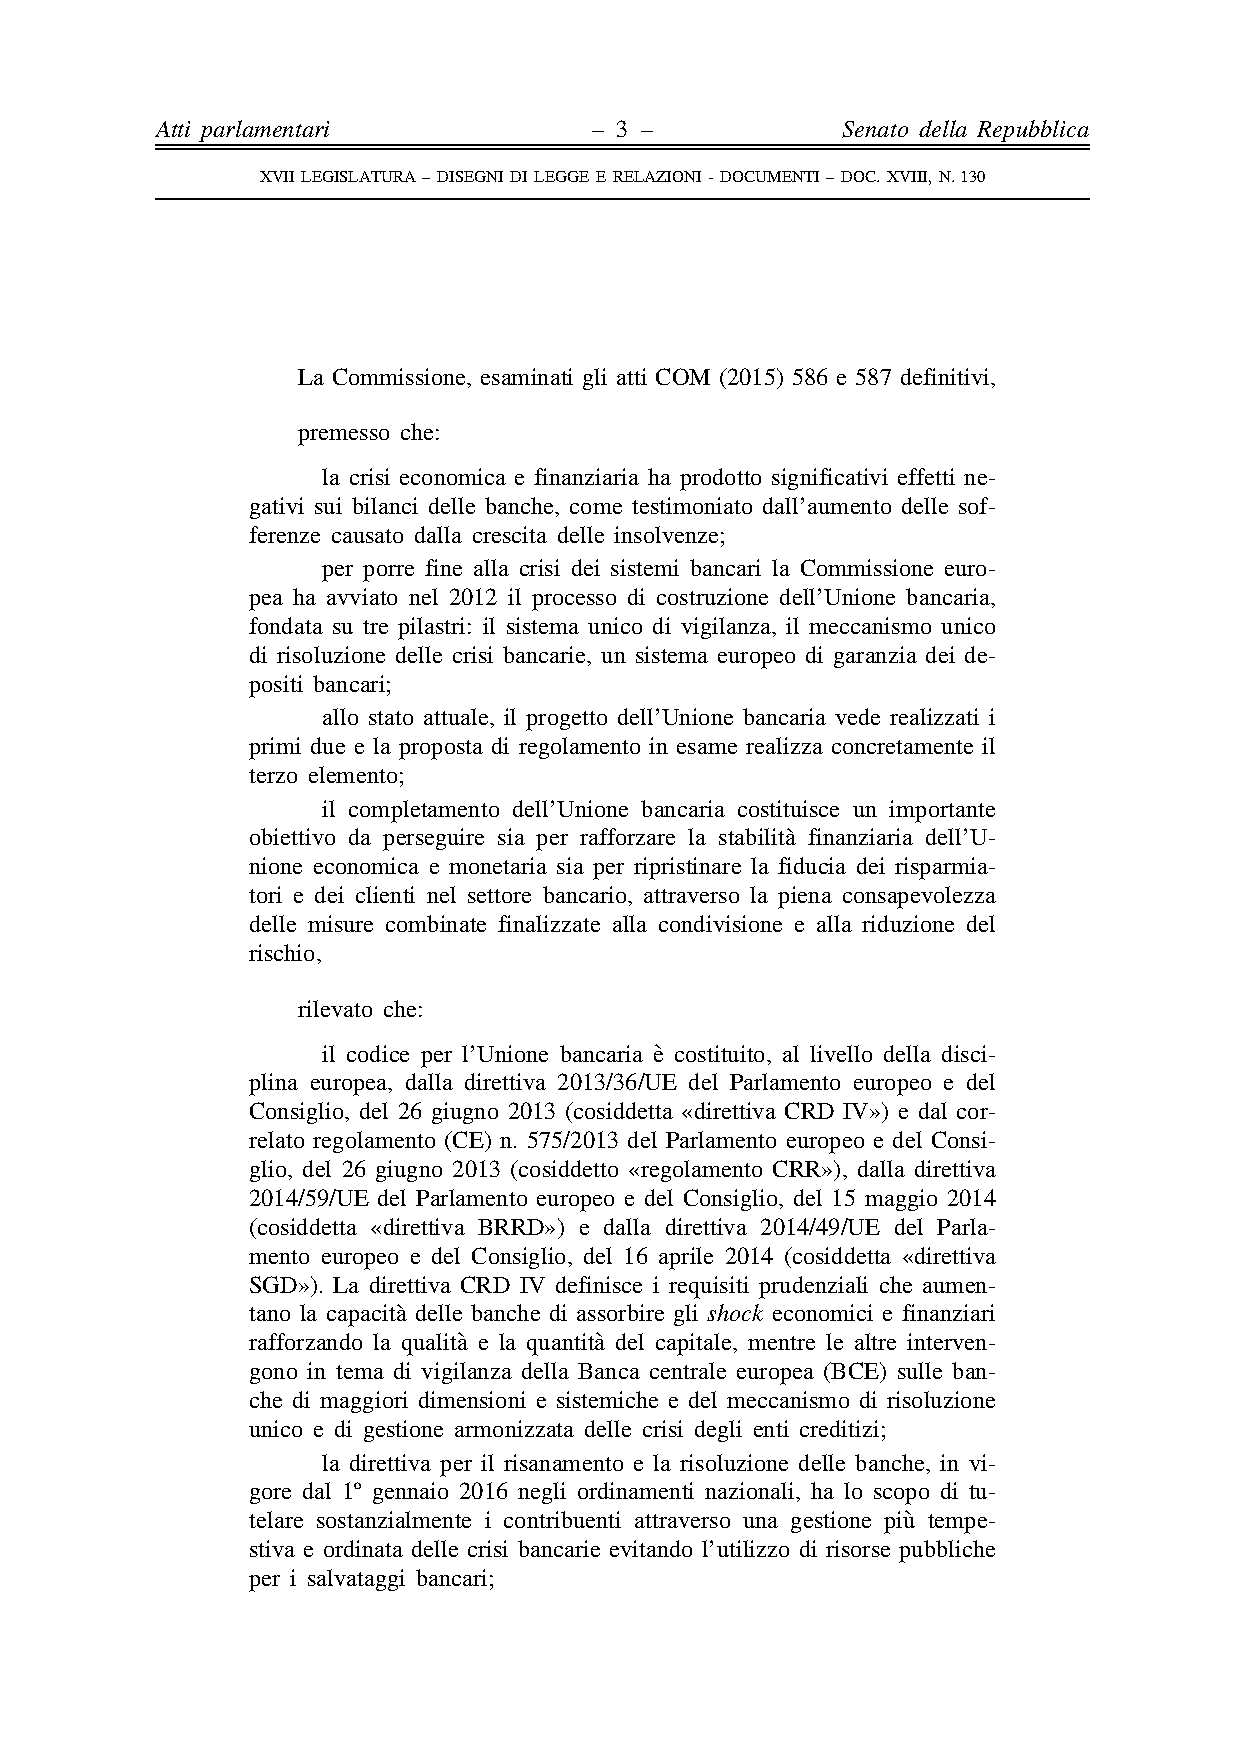 Atti parlamentari – 3 – Senato della Repubblica
XVII LEGISLATURA – DISEGNI DI LEGGE E RELAZIONI - DOCUMENTI – DOC. XVIII, N. 130
La Commissione, esaminati gli atti COM (2015) 586 e 587 definitivi,
premesso che:
la crisi economica e finanziaria ha prodotto significativi effetti ne-
gativi sui bilanci delle banche, come testimoniato dall’aumento delle sof-
ferenze causato dalla crescita delle insolvenze;
per porre fine alla crisi dei sistemi bancari la Commissione euro-
pea ha avviato nel 2012 il processo di costruzione dell’Unione bancaria,
fondata su tre pilastri: il sistema unico di vigilanza, il meccanismo unico
di risoluzione delle crisi bancarie, un sistema europeo di garanzia dei de-
positi bancari;
allo stato attuale, il progetto dell’Unione bancaria vede realizzati i
primi due e la proposta di regolamento in esame realizza concretamente il
terzo elemento;
il completamento dell’Unione bancaria costituisce un importante
obiettivo da perseguire sia per rafforzare la stabilità finanziaria dell’U-
nione economica e monetaria sia per ripristinare la fiducia dei risparmia-
tori e dei clienti nel settore bancario, attraverso la piena consapevolezza
delle misure combinate finalizzate alla condivisione e alla riduzione del
rischio,
rilevato che:
il codice per l’Unione bancaria è costituito, al livello della disci-
plina europea, dalla direttiva 2013/36/UE del Parlamento europeo e del
Consiglio, del 26 giugno 2013 (cosiddetta «direttiva CRD IV») e dal cor-
relato regolamento (CE) n. 575/2013 del Parlamento europeo e del Consi-
glio, del 26 giugno 2013 (cosiddetto «regolamento CRR»), dalla direttiva
2014/59/UE del Parlamento europeo e del Consiglio, del 15 maggio 2014
(cosiddetta «direttiva BRRD») e dalla direttiva 2014/49/UE del Parla-
mento europeo e del Consiglio, del 16 aprile 2014 (cosiddetta «direttiva
SGD»). La direttiva CRD IV definisce i requisiti prudenziali che aumen-
tano la capacità delle banche di assorbire gli shock economici e finanziari
rafforzando la qualità e la quantità del capitale, mentre le altre interven-
gono in tema di vigilanza della Banca centrale europea (BCE) sulle ban-
che di maggiori dimensioni e sistemiche e del meccanismo di risoluzione
unico e di gestione armonizzata delle crisi degli enti creditizi;
la direttiva per il risanamento e la risoluzione delle banche, in vi-
gore dal 1º gennaio 2016 negli ordinamenti nazionali, ha lo scopo di tu-
telare sostanzialmente i contribuenti attraverso una gestione più tempe-
stiva e ordinata delle crisi bancarie evitando l’utilizzo di risorse pubbliche
per i salvataggi bancari;